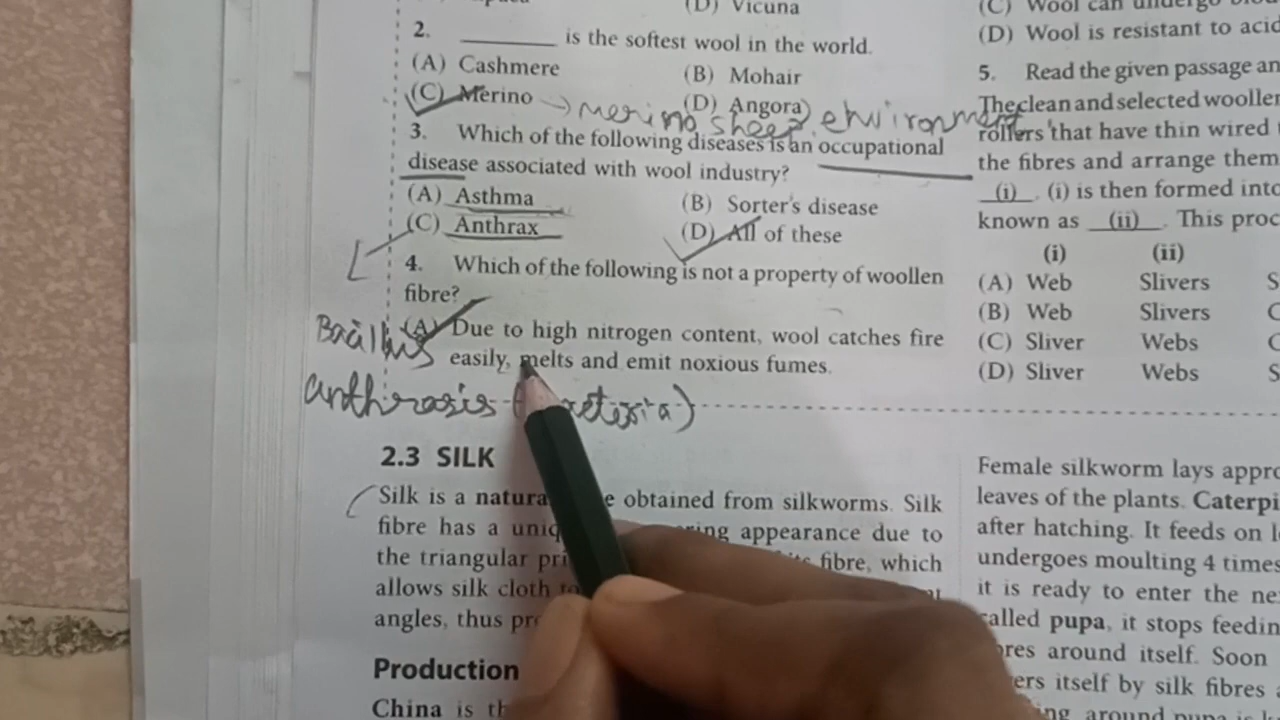 (D) Vicuna
2. ________ is the softest wool in the world.
(A) Cashmere (B) Mohair
(C) Merino → merino sheep. environment
(D) Angora
3. Which of the following diseases is an occupational
disease associated with wool industry?
(A) Asthma (B) Sorter's disease
(C) Anthrax (D) All of these
4. Which of the following is not a property of woollen
fibre?
(A) Due to high nitrogen content, wool catches fire
easily, melts and emit noxious fumes.
Bacillus
anthrasis
2.3 SILK
Silk is a obtained from silkworms. Silk
fibre has a appearance due to
the triangular fibre, which
allows silk cloth
angles, thus
Production
China is
(C) Wool can undergo
(D) Wool is resistant to acid
5. Read the given passage an
The clean and selected woollen
rollers that have thin wired
the fibres and arrange them
(i) . (i) is then formed into
known as (ii) . This proc
(i) (ii)
(A) Web Slivers S
(B) Web Slivers C
(C) Sliver Webs C
(D) Sliver Webs S
Female silkworm lays appro
leaves of the plants. Caterpi
after hatching. It feeds on l
undergoes moulting 4 times
it is ready to enter the ne
called pupa, it stops feedin
around itself. Soon
itself by silk fibres a
around pupa is